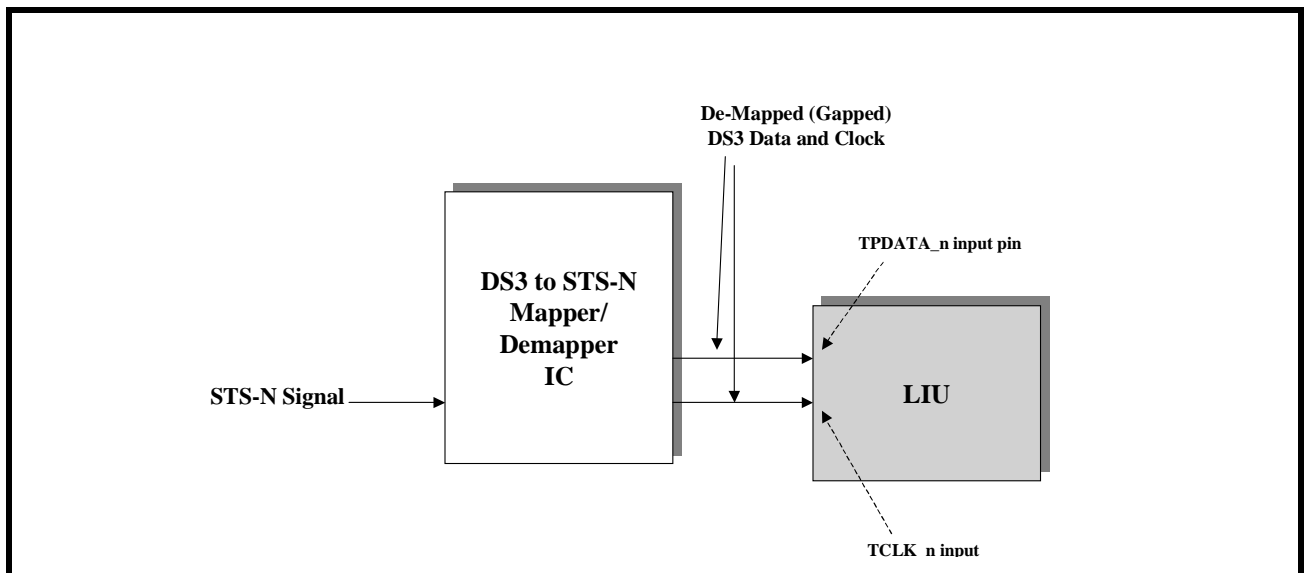 De-Mapped (Gapped)
DS3 Data and Clock
TPDATA_n input pin
DS3 to STS-N
Mapper/
Demapper
IC
STS-N Signal
LIU
TCLK_n input